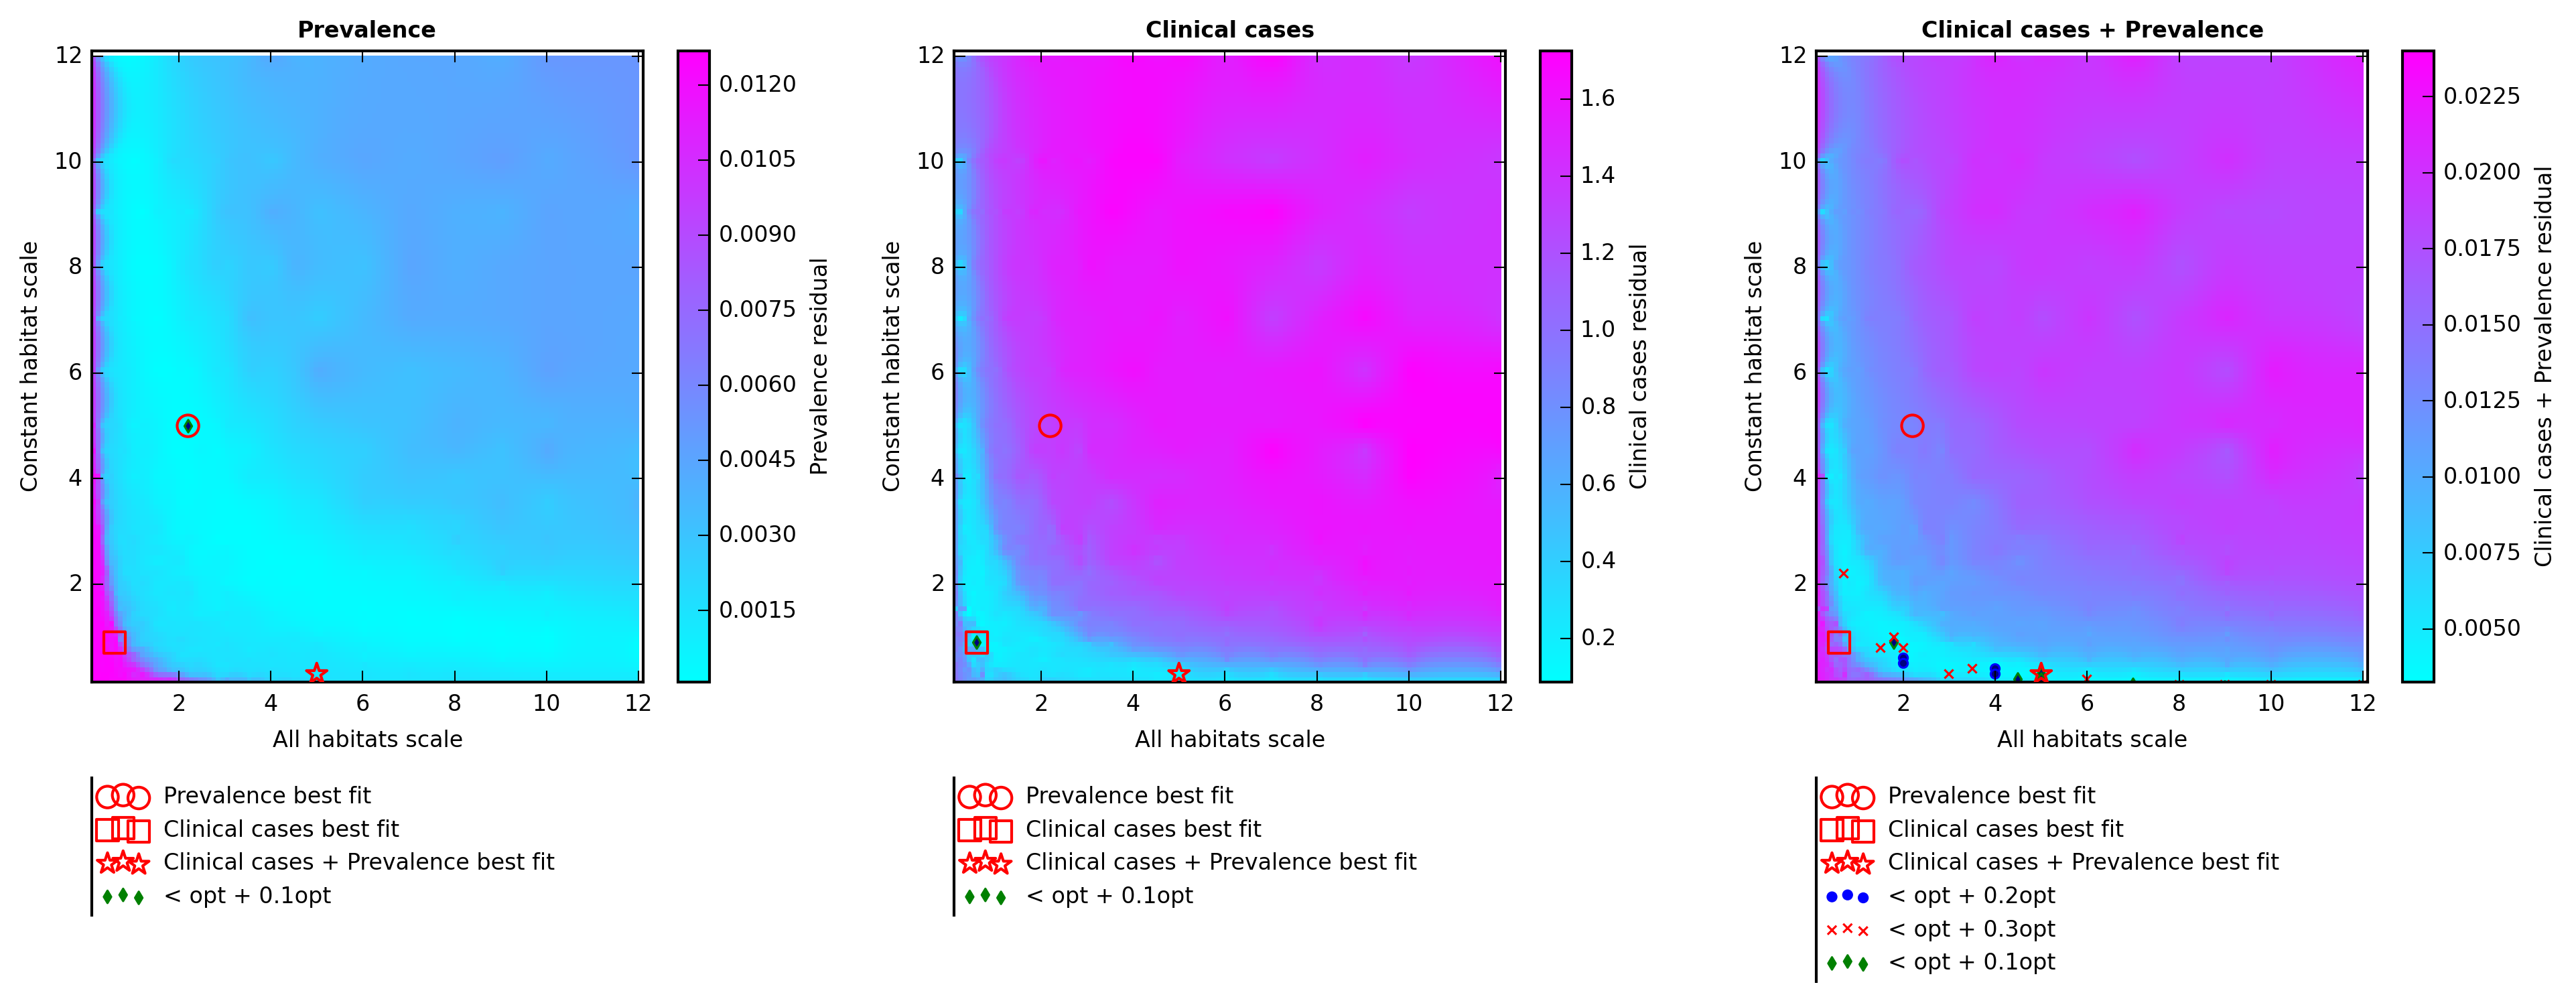 Prevalence
12
10
8
6
4
2
2
4
6
8
10
12
Constant habitat scale
All habitats scale
0.0120
0.0105
0.0090
0.0075
0.0060
0.0045
0.0030
0.0015
Prevalence residual
Prevalence best fit
Clinical cases best fit
Clinical cases + Prevalence best fit
< opt + 0.1opt
Clinical cases
12
10
8
6
4
2
2
4
6
8
10
12
Constant habitat scale
All habitats scale
1.6
1.4
1.2
1.0
0.8
0.6
0.4
0.2
Clinical cases residual
Prevalence best fit
Clinical cases best fit
Clinical cases + Prevalence best fit
< opt + 0.1opt
Clinical cases + Prevalence
12
10
8
6
4
2
2
4
6
8
10
12
Constant habitat scale
All habitats scale
0.0225
0.0200
0.0175
0.0150
0.0125
0.0100
0.0075
0.0050
Clinical cases + Prevalence residual
Prevalence best fit
Clinical cases best fit
Clinical cases + Prevalence best fit
< opt + 0.2opt
< opt + 0.3opt
< opt + 0.1opt